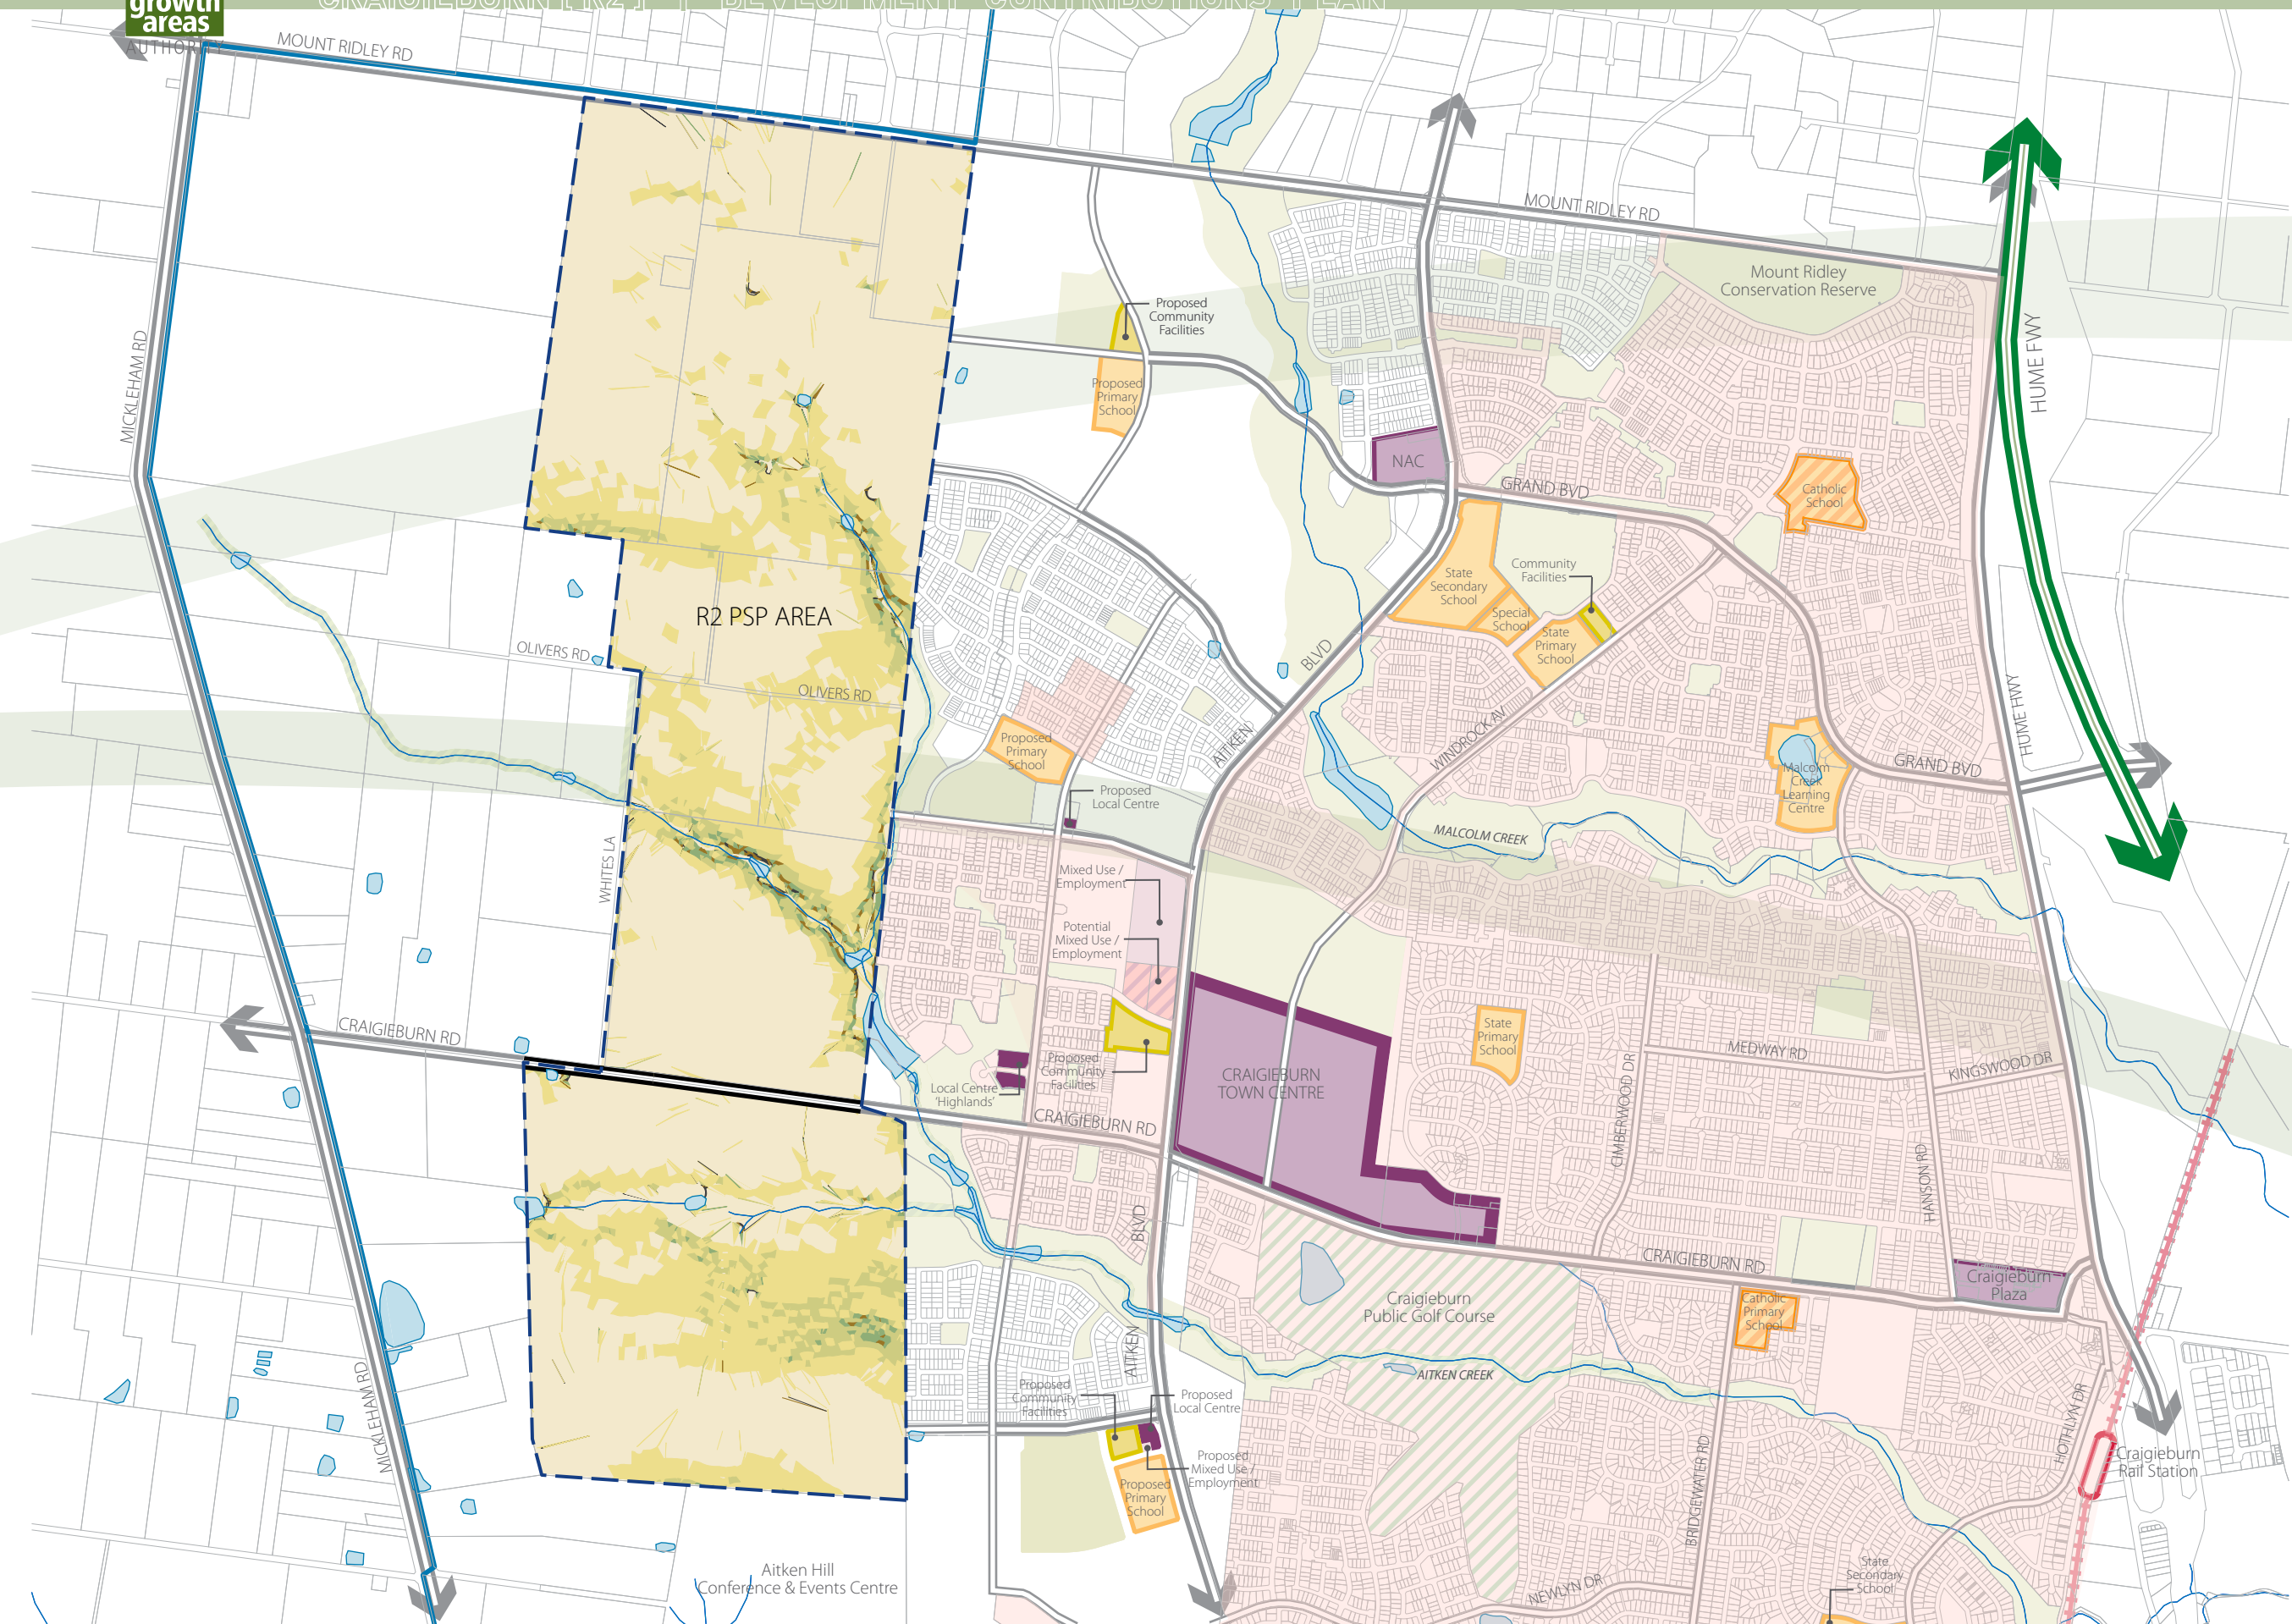 growth
areas
AUTHORITY
CRAIGIEBURN [ R2 ] | DEVELPMENT CONTRIBUTIONS PLAN
MOUNT RIDLEY RD
MOUNT RIDLEY RD
Mount Ridley
Conservation Reserve
MICKLEHAM RD
HUME FWY
Proposed
Community
Facilities
Proposed
Primary
School
NAC
GRAND BVD
Catholic
School
State
Secondary
School
Community
Facilities
Special
School
State
Primary
School
R2 PSP AREA
OLIVERS RD
OLIVERS RD
BLVD
AITKEN
WINDROCK AV
HUME HWY
GRAND BVD
Proposed
Primary
School
Malcolm
Creek
Learning
Centre
Proposed
Local Centre
MALCOLM CREEK
WHITES LA
Mixed Use /
Employment
Potential
Mixed Use /
Employment
CRAIGIEBURN RD
State
Primary
School
MEDWAY RD
KINGSWOOD DR
CIMBERWOOD DR
Proposed
Community
Facilities
Local Centre
'Highlands'
CRAIGIEBURN
TOWN CENTRE
CRAIGIEBURN RD
HANSON RD
BLVD
CRAIGIEBURN RD
Craigieburn
Plaza
Craigieburn
Public Golf Course
Catholic
Primary
School
AITKEN
AITKEN CREEK
MICKLEHAM RD
Proposed
Community
Facilities
Proposed
Local Centre
Proposed
Mixed Use /
Employment
Proposed
Primary
School
BRIDGEWATER RD
HOTHLYN DR
Craigieburn
Rail Station
Aitken Hill
Conference & Events Centre
NEWLYN DR
State
Secondary
School